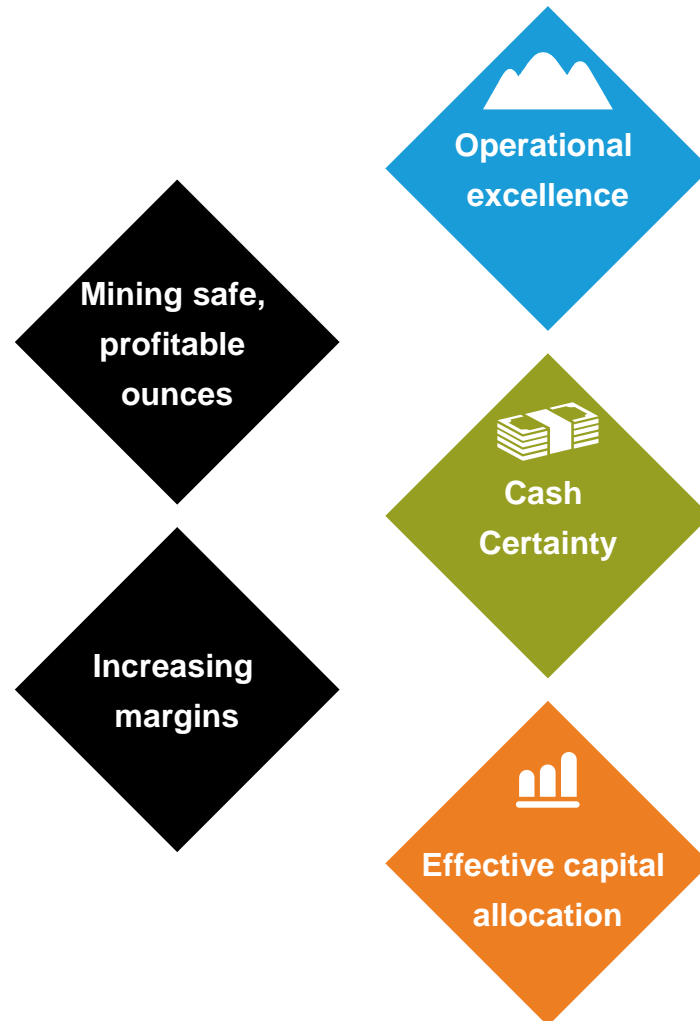 Operational
excellence
Mining safe,
profitable
ounces
Cash
Certainty
Increasing
margins
Effective capital
allocation